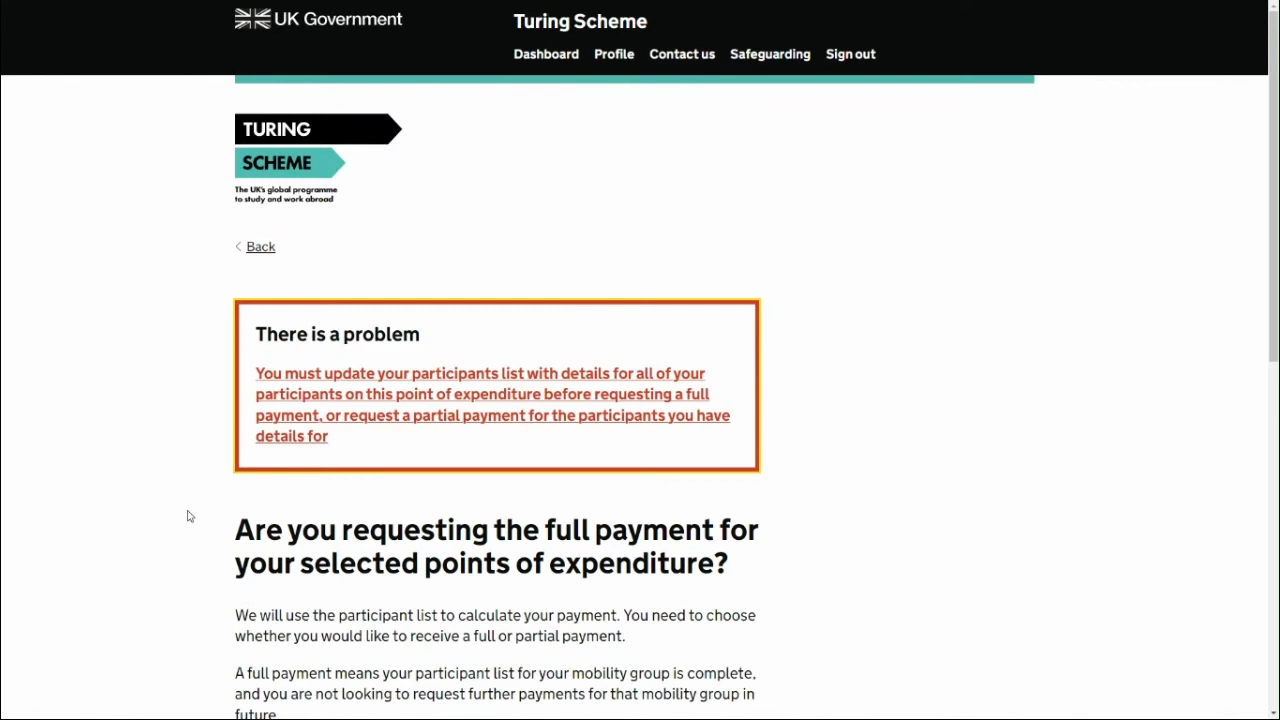 UK Government
Turing Scheme
Dashboard Profile Contact us Safeguarding Sign out
TURING
SCHEME
The UK's global programme
to study and work abroad
Back
There is a problem
You must update your participants list with details for all of your
participants on this point of expenditure before requesting a full
payment, or request a partial payment for the participants you have
details for
Are you requesting the full payment for
your selected points of expenditure?
We will use the participant list to calculate your payment. You need to choose
whether you would like to receive a full or partial payment.
A full payment means your participant list for your mobility group is complete,
and you are not looking to request further payments for that mobility group in
future